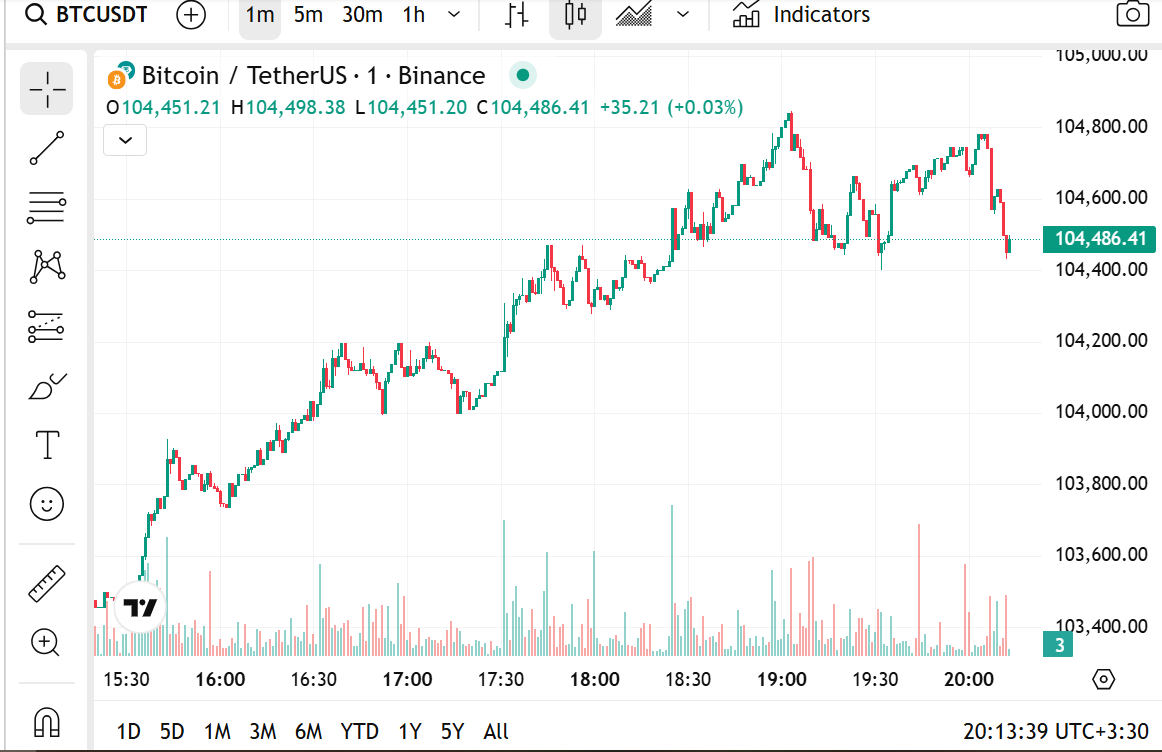 BTCUSDT 1m 5m 30m 1h Indicators
Bitcoin / TetherUS · 1 · Binance
O104,451.21 H104,498.38 L104,451.20 C104,486.41 +35.21 (+0.03%)
105,000.00
104,800.00
104,600.00
104,486.41
104,400.00
104,200.00
104,000.00
103,800.00
103,600.00
103,400.00
3
15:30 16:00 16:30 17:00 17:30 18:00 18:30 19:00 19:30 20:00
1D 5D 1M 3M 6M YTD 1Y 5Y All 20:13:39 UTC+3:30